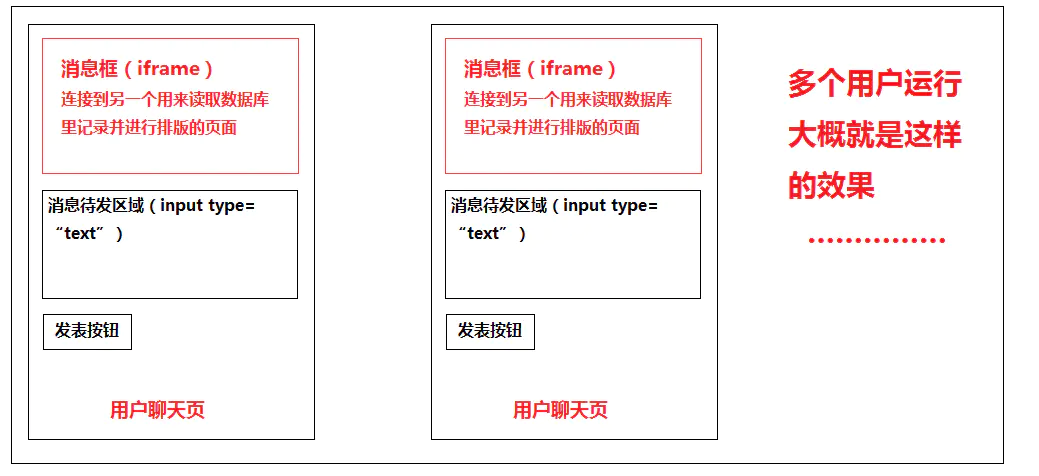 消息框（iframe）
连接到另一个用来读取数据库
里记录并进行排版的页面
消息待发区域（input type=
“text” ）
发表按钮
用户聊天页
消息框（iframe）
连接到另一个用来读取数据库
里记录并进行排版的页面
消息待发区域（input type=
“text” ）
发表按钮
用户聊天页
多个用户运行
大概就是这样
的效果
...............